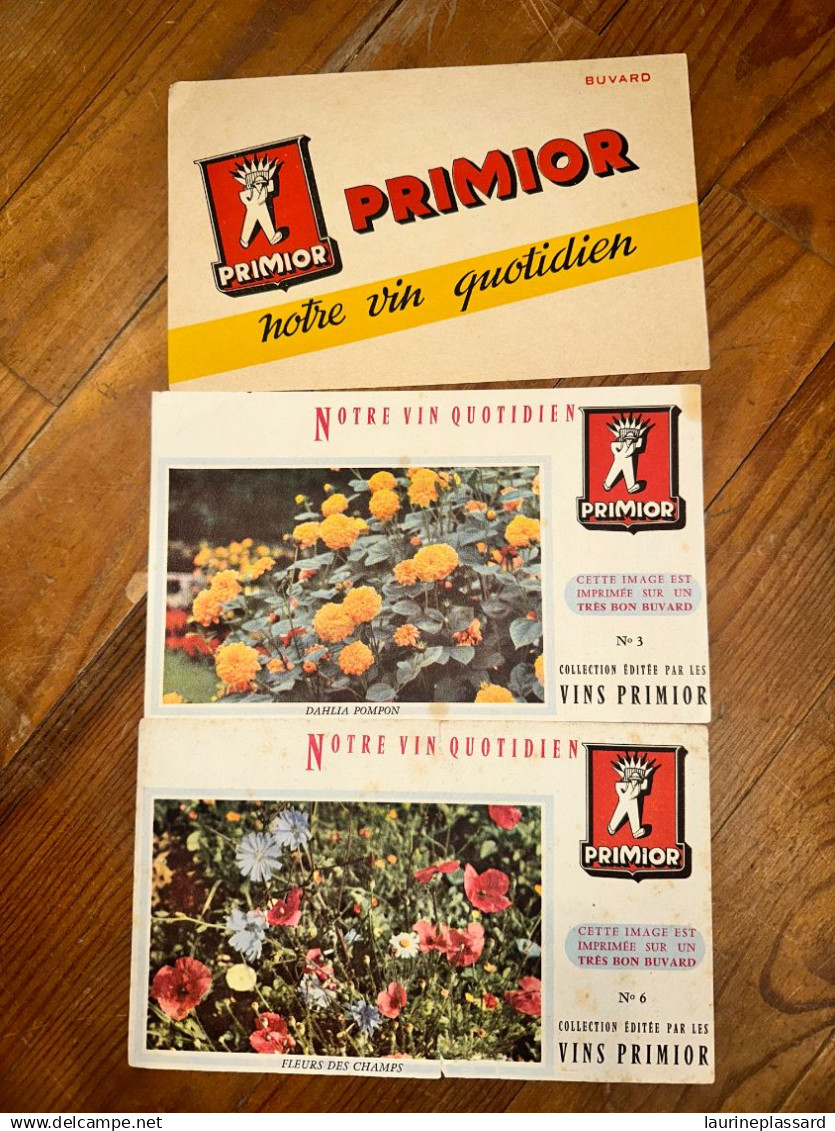 BUVARD
PRIMIOR
PRIMIOR
notre vin quotidien
NOTRE VIN QUOTIDIEN
PRIMIOR
CETTE IMAGE EST
IMPRIMÉE SUR UN
TRÈS BON BUVARD
No 3
COLLECTION ÉDITÉE PAR LES
VINS PRIMIOR
DAHLIA POMPON
NOTRE VIN QUOTIDIEN
PRIMIOR
CETTE IMAGE EST
IMPRIMÉE SUR UN
TRÈS BON BUVARD
No 6
COLLECTION ÉDITÉE PAR LES
VINS PRIMIOR
FLEURS DES CHAMPS
delcampe.net
laurineplassard